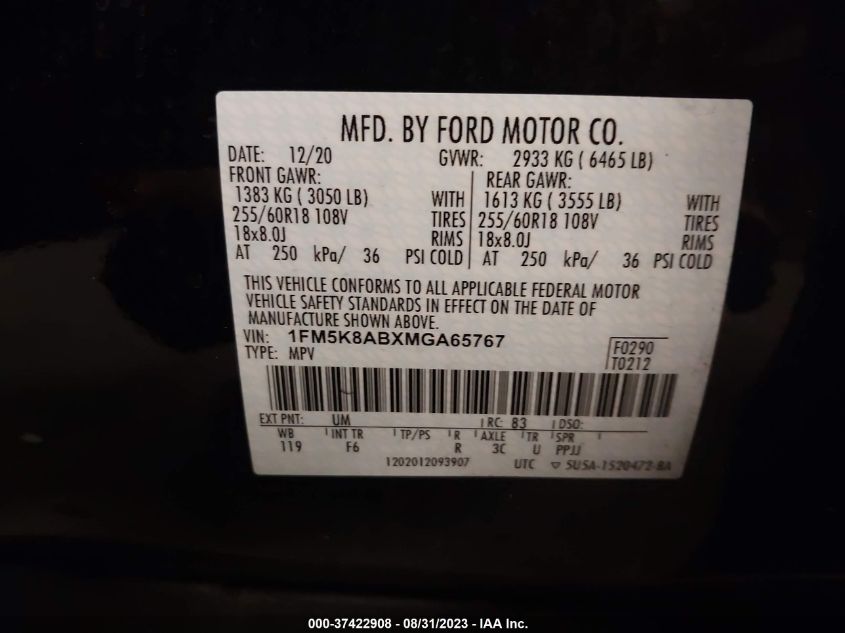 MFD. BY FORD MOTOR CO.
DATE: 12/20 GVWR: 2933 KG ( 6465 LB)
FRONT GAWR: REAR GAWR:
1383 KG ( 3050 LB) WITH 1613 KG ( 3555 LB) WITH
255/60R18 108V TIRES 255/60R18 108V TIRES
18x8.0J RIMS 18x8.0J RIMS
AT 250 kPa/ 36 PSI COLD AT 250 kPa/ 36 PSI COLD
THIS VEHICLE CONFORMS TO ALL APPLICABLE FEDERAL MOTOR
VEHICLE SAFETY STANDARDS IN EFFECT ON THE DATE OF
MANUFACTURE SHOWN ABOVE.
VIN: 1FM5K8ABXMGA65767 F0290
TYPE: MPV T0212
EXT PNT: UM RC: 83 DSO:
WB INT TR TP/PS R AXLE TR SPR
119 F6 R 3C U PPJJ
1202012093907 UTC ▽ 5U5A-1520472-BA
000-37422908 - 08/31/2023 - IAA Inc.